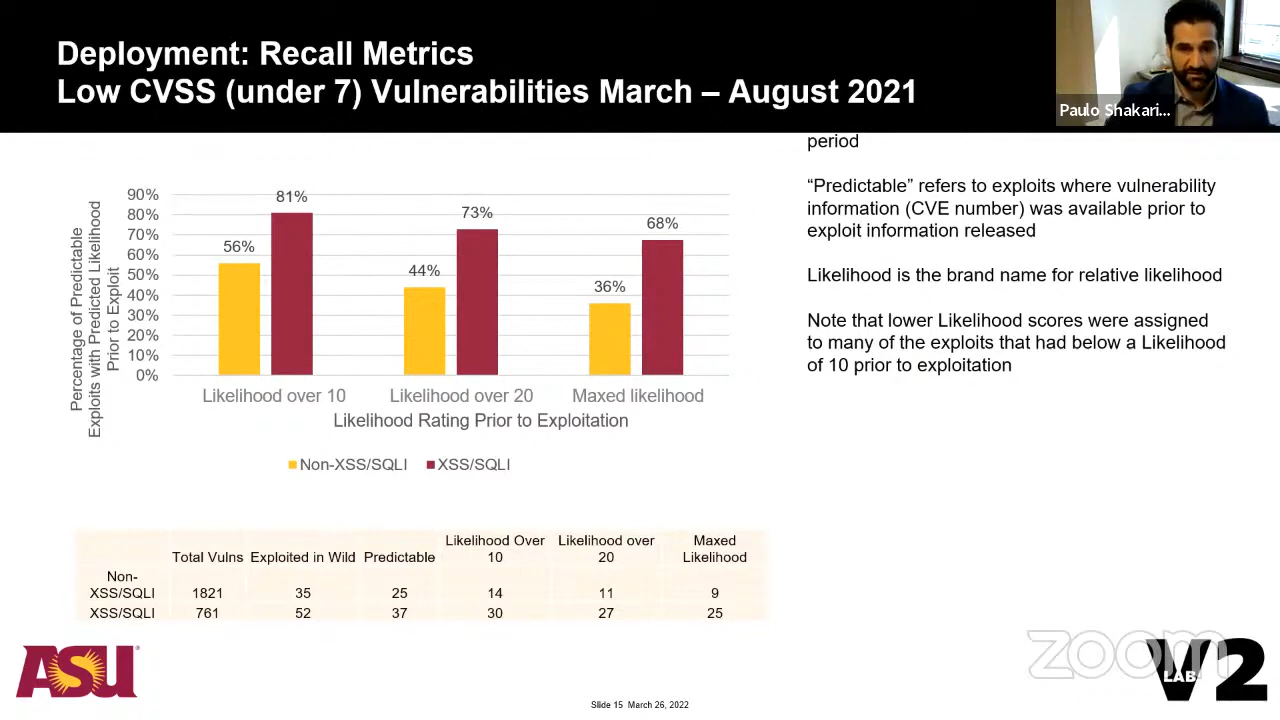 Deployment: Recall Metrics
Low CVSS (under 7) Vulnerabilities March – August 2021
Paulo Shakari...
period
“Predictable” refers to exploits where vulnerability
information (CVE number) was available prior to
exploit information released
Likelihood is the brand name for relative likelihood
Note that lower Likelihood scores were assigned
to many of the exploits that had below a Likelihood
of 10 prior to exploitation
Percentage of Predictable
Exploits with Predicted Likelihood
Prior to Exploit
90%
80%
70%
60%
50%
40%
30%
20%
10%
0%
56%
81%
44%
73%
36%
68%
Likelihood over 10
Likelihood over 20
Maxed likelihood
Likelihood Rating Prior to Exploitation
Non-XSS/SQLI
XSS/SQLI
Total Vulns Exploited in Wild Predictable Likelihood Over 10 Likelihood over 20 Maxed Likelihood
Non-XSS/SQLI 1821 35 25 14 11 9
XSS/SQLI 761 52 37 30 27 25
ASU
zoom
V2
LAB
Slide 15 March 26, 2022